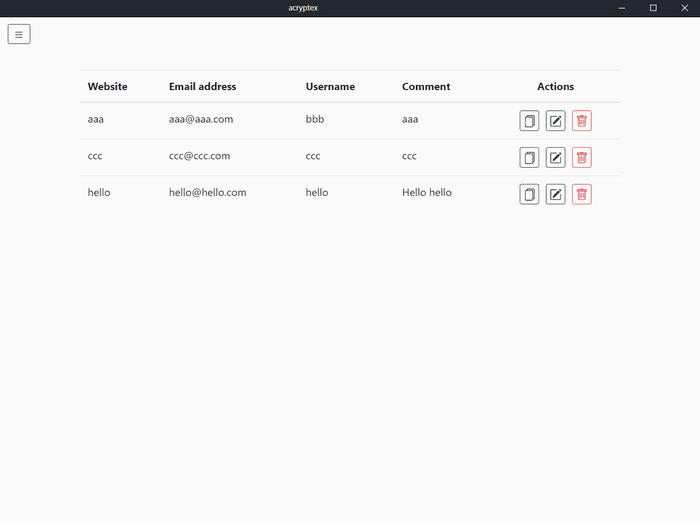 acryptex
Website Email address Username Comment Actions
aaa aaa@aaa.com bbb aaa
ccc ccc@ccc.com ccc ccc
hello hello@hello.com hello Hello hello